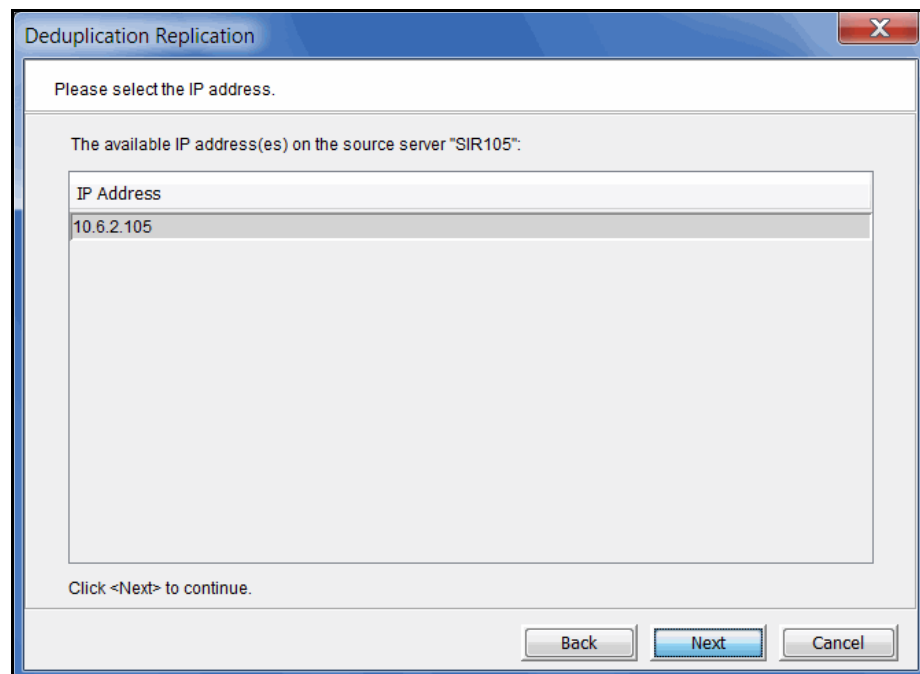 Deduplication Replication
X
Please select the IP address.
The available IP address(es) on the source server "SIR105":
IP Address
10.6.2.105
Click <Next> to continue.
Back
Next
Cancel